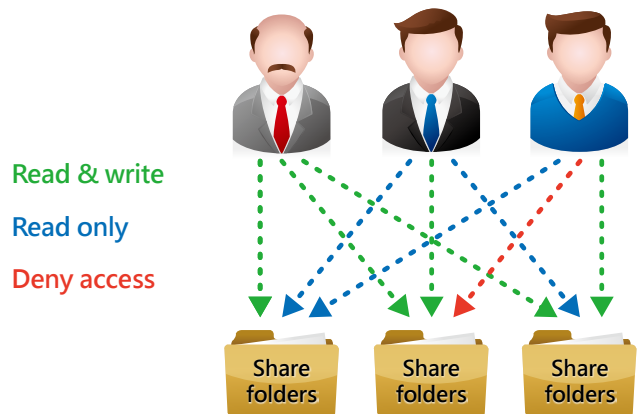 Read & write
Read only
Deny access
Share
folders
Share
folders
Share
folders